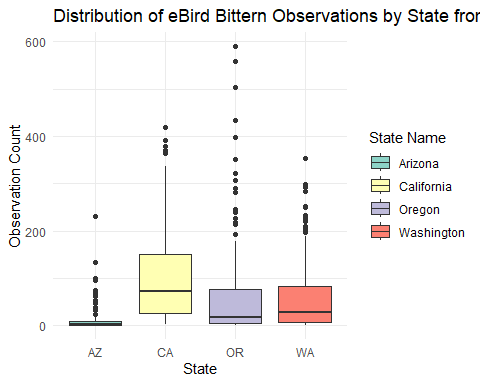 Distribution of eBird Bittern Observations by State fror
600
400
200
0
Observation Count
AZ
CA
OR
WA
State
State Name
Arizona
California
Oregon
Washington